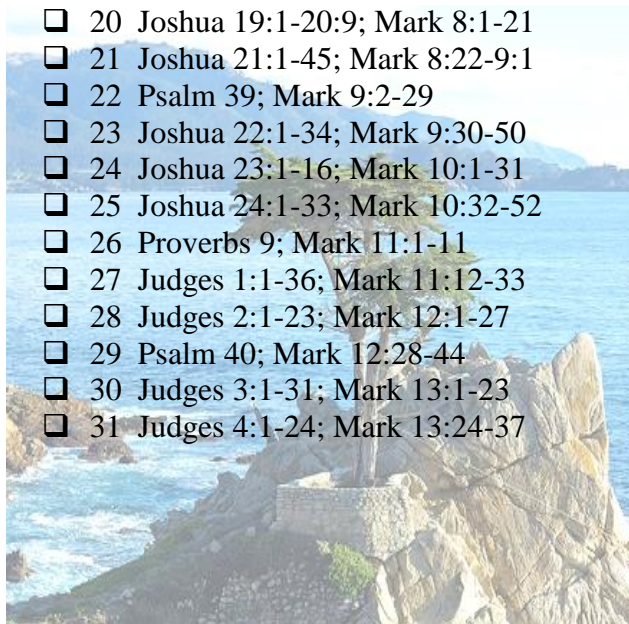 ❑ 20 Joshua 19:1-20:9; Mark 8:1-21
❑ 21 Joshua 21:1-45; Mark 8:22-9:1
❑ 22 Psalm 39; Mark 9:2-29
❑ 23 Joshua 22:1-34; Mark 9:30-50
❑ 24 Joshua 23:1-16; Mark 10:1-31
❑ 25 Joshua 24:1-33; Mark 10:32-52
❑ 26 Proverbs 9; Mark 11:1-11
❑ 27 Judges 1:1-36; Mark 11:12-33
❑ 28 Judges 2:1-23; Mark 12:1-27
❑ 29 Psalm 40; Mark 12:28-44
❑ 30 Judges 3:1-31; Mark 13:1-23
❑ 31 Judges 4:1-24; Mark 13:24-37